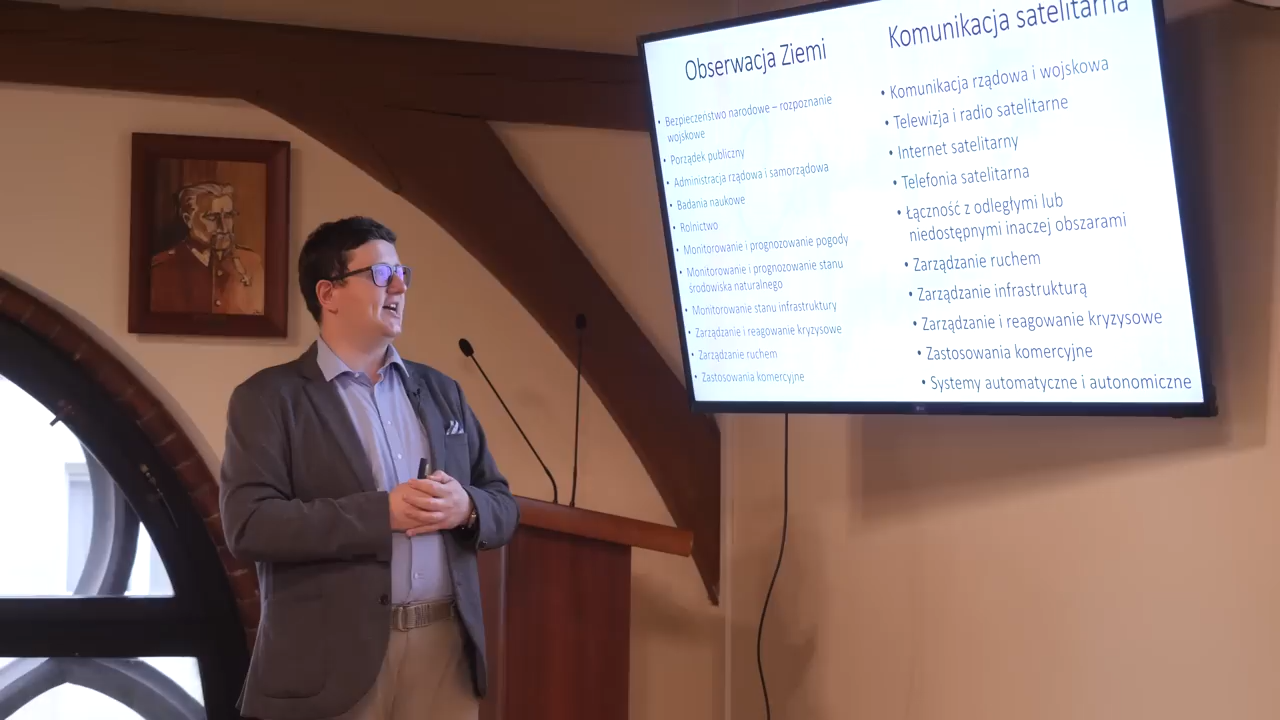 Obserwacja Ziemi
• Bezpieczeństwo narodowe – rozpoznanie
wojskowe
• Porządek publiczny
• Administracja rządowa i samorządowa
• Badania naukowe
• Rolnictwo
• Monitorowanie i prognozowanie pogody
• Monitorowanie i prognozowanie stanu
środowiska naturalnego
• Monitorowanie stanu infrastruktury
• Zarządzanie i reagowanie kryzysowe
• Zarządzanie ruchem
• Zastosowania komercyjne
Komunikacja satelitarna
• Komunikacja rządowa i wojskowa
• Telewizja i radio satelitarne
• Internet satelitarny
• Telefonia satelitarna
• Łączność z odległymi lub
niedostępnymi inaczej obszarami
• Zarządzanie ruchem
• Zarządzanie infrastrukturą
• Zarządzanie i reagowanie kryzysowe
• Zastosowania komercyjne
• Systemy automatyczne i autonomiczne